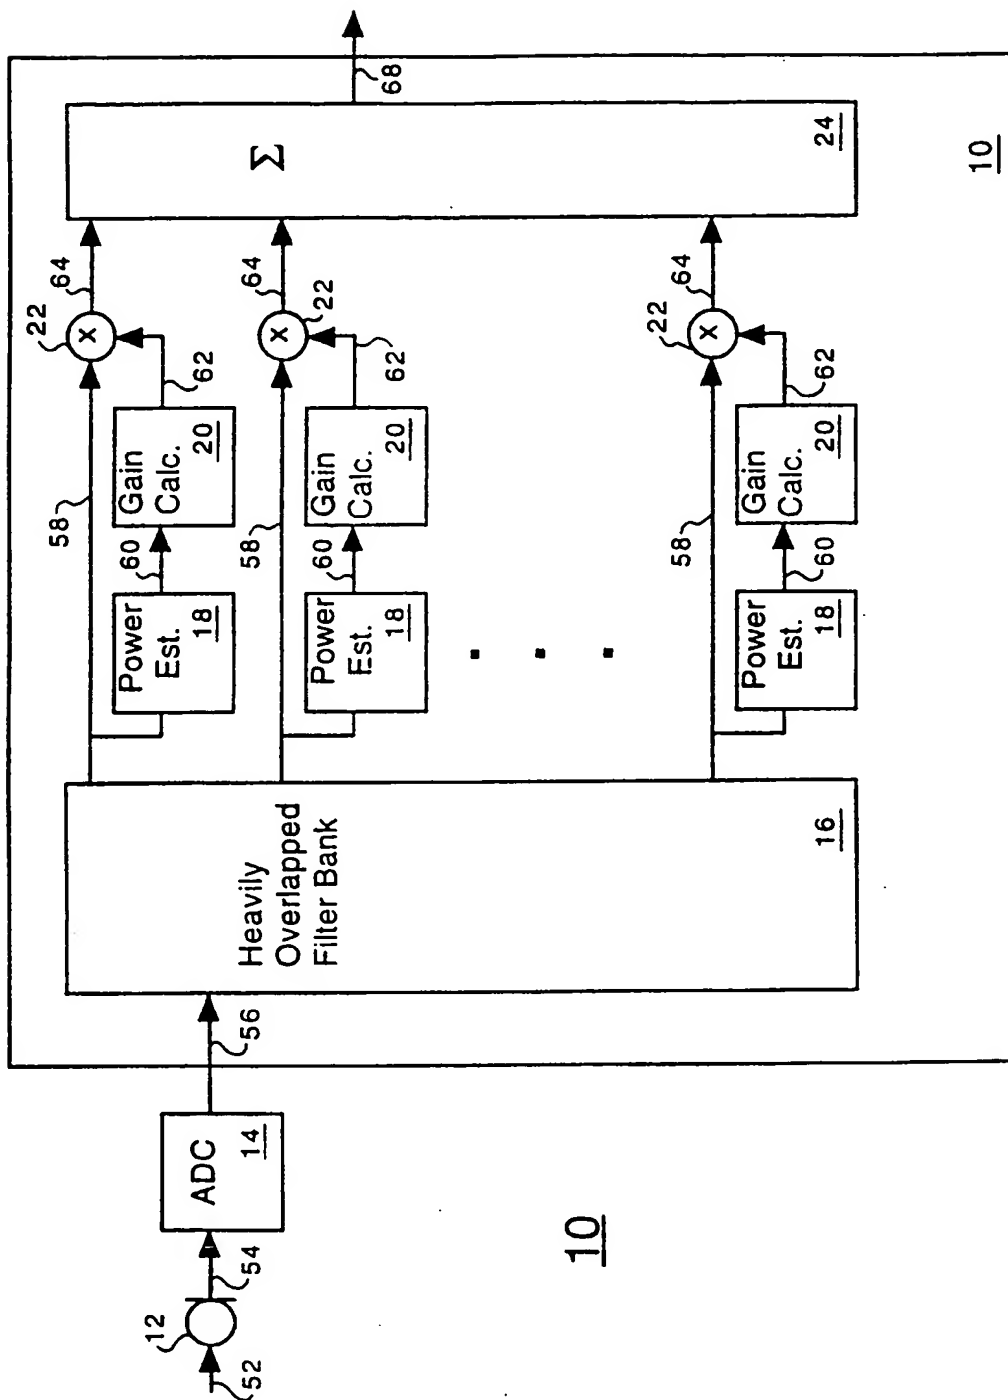 52
12
54
ADC
14
56
Heavily
Overlapped
Filter Bank
16
58
Power
Est.
18
60
Gain
Calc.
20
62
22
X
64
58
Power
Est.
18
60
Gain
Calc.
20
62
22
X
64
58
Power
Est.
18
60
Gain
Calc.
20
62
22
X
64
Σ
24
68
10
10